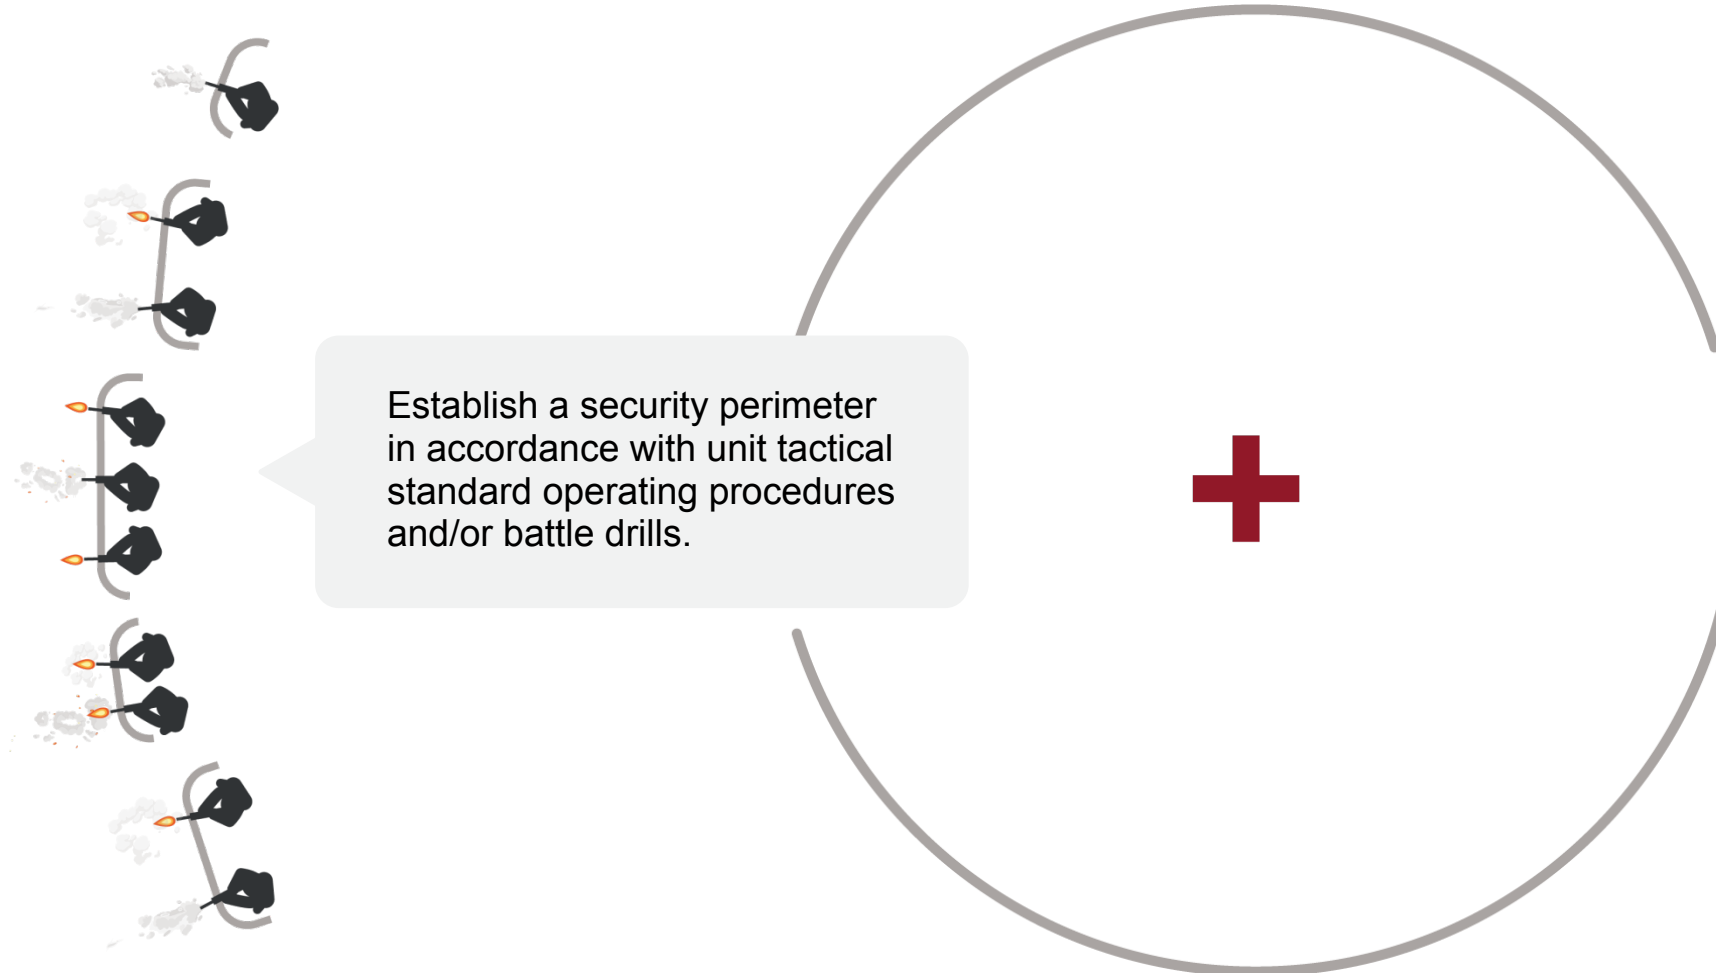 Establish a security perimeter
in accordance with unit tactical
standard operating procedures
and/or battle drills.